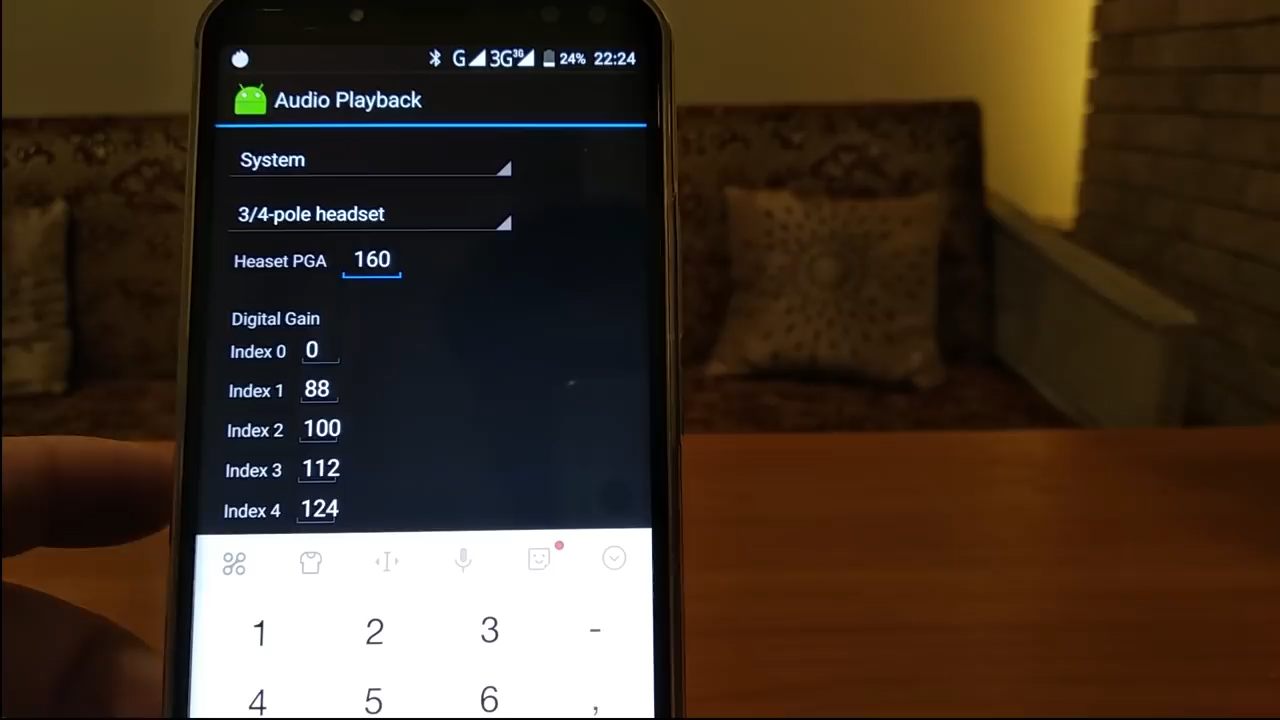 G 3G 3G 24% 22:24
Audio Playback
System
3/4-pole headset
Heaset PGA 160
Digital Gain
Index 0 0
Index 1 88
Index 2 100
Index 3 112
Index 4 124
1 2 3 -
4 5 6 ,